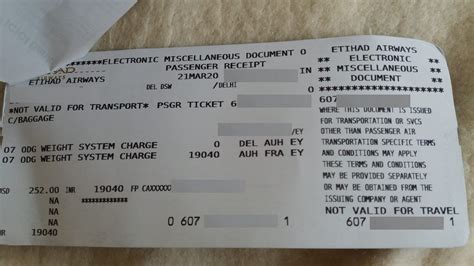 ELECTRONIC MISCELLANEOUS DOCUMENT O
PASSENGER RECEIPT
ETIHAD AIRWAYS 21MAR20 IN
DEL DSW /DELHI
*NOT VALID FOR TRANSPORT* PSGR TICKET 6
C/BAGGAGE /EY
07 ODG WEIGHT SYSTEM CHARGE 0 DEL AUH EY
07 ODG WEIGHT SYSTEM CHARGE 19040 AUH FRA EY
USD 252.00 INR 19040 FP CAXXXXX
NA
NA
INR 19040
0 607 1
ETIHAD AIRWAYS
** ELECTRONIC **
** MISCELLANEOUS **
** DOCUMENT **
607
WHERE THIS DOCUMENT IS ISSUED
FOR TRANSPORTATION OR SVCS
OTHER THAN PASSENGER AIR
TRANSPORTATION SPECIFIC TERMS
AND CONDITIONS MAY APPLY
THESE TERMS AND CONDITIONS
MAY BE PROVIDED SEPARATELY
OR MAY BE OBTAINED FROM THE
ISSUING COMPANY OR AGENT
NOT VALID FOR TRAVEL
607 1